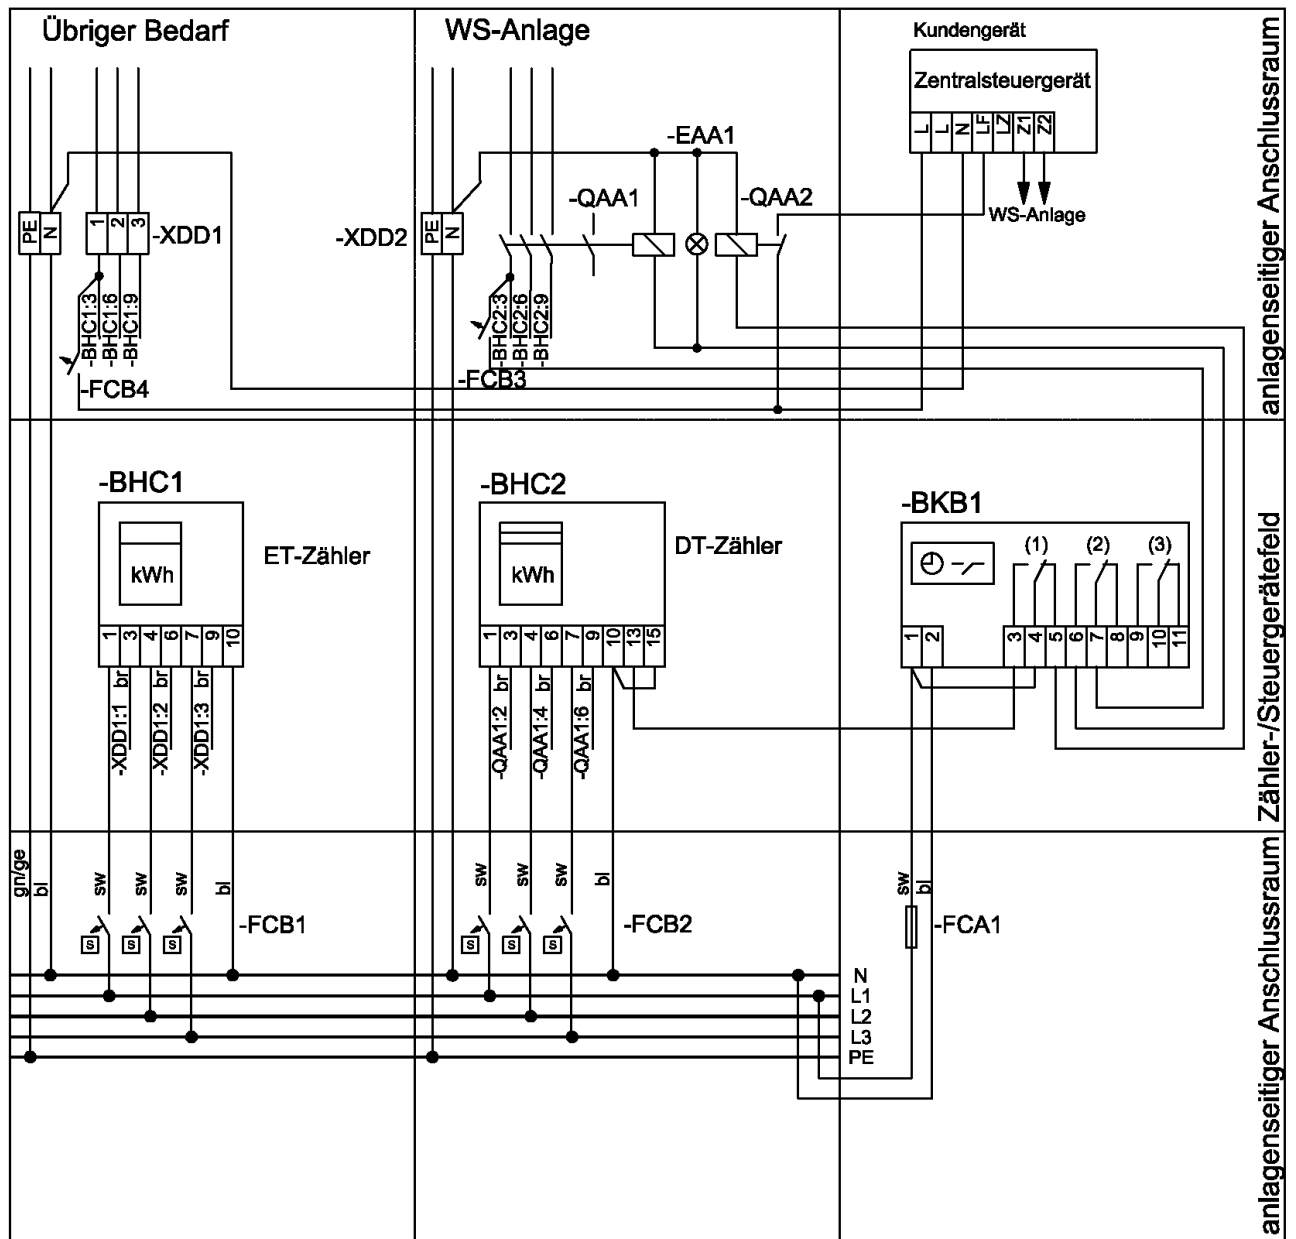 Übriger Bedarf
WS-Anlage
Kundengerät
Zentralsteuergerät
L
L
N
LF
LZ
Z1
Z2
WS-Anlage
anlagenseitiger Anschlussraum
-EAA1
-QAA1
-QAA2
PE
N
1
2
3
-XDD1
-XDD2
PE
N
-BHC1:3
-BHC1:6
-BHC1:9
-FCB4
-BHC2:3
-BHC2:6
-BHC2:9
-FCB3
-BHC1
kWh
ET-Zähler
1
3
4
6
7
9
10
-XDD1:1
br
-XDD1:2
br
-XDD1:3
br
-BHC2
kWh
DT-Zähler
1
3
4
6
7
9
10
13
15
-QAA1:2
br
-QAA1:4
br
-QAA1:6
br
-BKB1
(1)
(2)
(3)
1
2
3
4
5
6
7
8
9
10
11
Zähler-/Steuergerätefeld
gn/ge
bl
sw
sw
sw
bl
s
s
s
-FCB1
sw
sw
sw
bl
s
s
s
-FCB2
sw
bl
-FCA1
N
L1
L2
L3
PE
anlagenseitiger Anschlussraum